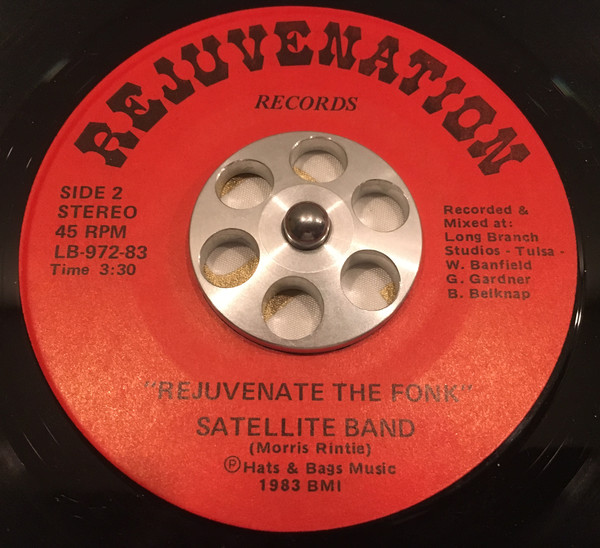 REJUVENATION
RECORDS
SIDE 2
STEREO
45 RPM
LB-972-83
Time 3:30
Recorded &
Mixed at:
Long Branch
Studios - Tulsa -
W. Banfield
G. Gardner
B. Belknap
"REJUVENATE THE FONK"
SATELLITE BAND
(Morris Rintie)
Ⓟ Hats & Bags Music
1983 BMI